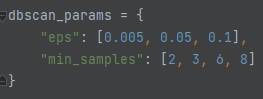 dbscan_params = {
    "eps": [0.005, 0.05, 0.1],
    "min_samples": [2, 3, 6, 8]
}